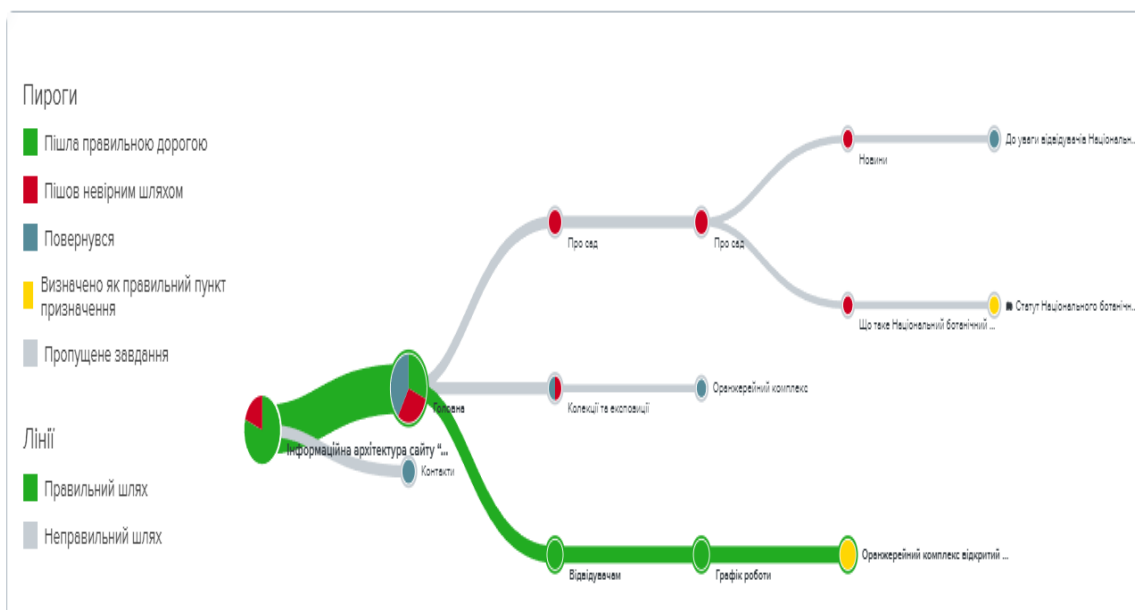 Пироги
Пішла правильною дорогою
Пішов невірним шляхом
Повернувся
Визначено як правильний пункт
призначення
Пропущене завдання
Лінії
Правильний шлях
Неправильний шлях
Інформаційна архітектура сайту “...
Головна
Контакти
Про сад
Про сад
Новини
До уваги відвідувачів Національн...
Що таке Національний ботанічний ...
Статут Національного ботанічн...
Колекції та експозиції
Оранжерейний комплекс
Відвідувачам
Графік роботи
Оранжерейний комплекс відкритий ...